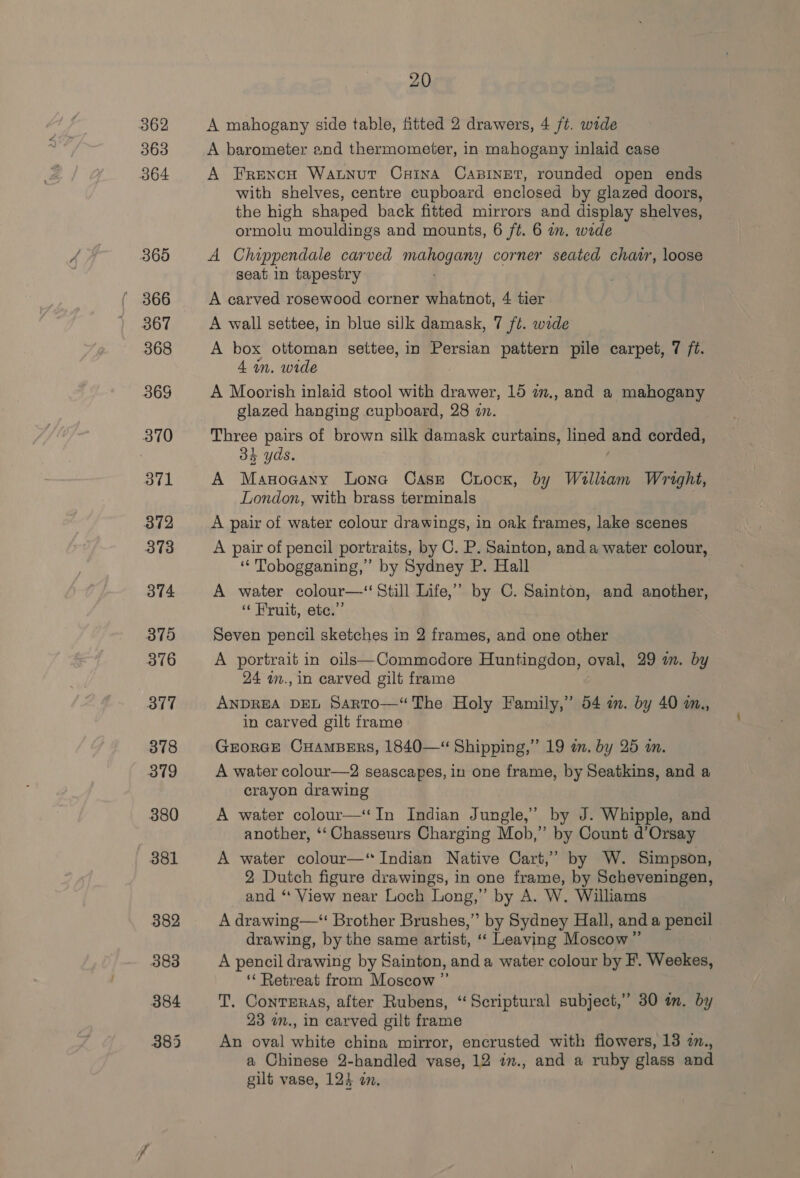 20
362 A mahogany side table, fitted 2 drawers, 4 ft. wide
363 A barometer and thermometer, in mahogany inlaid case
364 A French Walnut China Cabinet, rounded open ends
with shelves, centre cupboard enclosed by glazed doors,
the high shaped back fitted mirrors and display shelves,
ormolu mouldings and mounts, 6 ft. 6 in. wide
365 A Chippendale carved mahogany corner seated chair, loose
seat in tapestry
366 A carved rosewood corner whatnot, 4 tier
367 A wall settee, in blue silk damask, 7 ft. wide
368 A box ottoman settee, in Persian pattern pile carpet, 7 ft.
4 in. wide
369 A Moorish inlaid stool with drawer, 15 in., and a mahogany
glazed hanging cupboard, 28 in.
370 Three pairs of brown silk damask curtains, lined and corded,
3½ yds.
371 A Mahogany Long Case Clock, by William Wright,
London, with brass terminals
372 A pair of water colour drawings, in oak frames, lake scenes
373 A pair of pencil portraits, by C. P. Sainton, and a water colour,
“Tobogganing,” by Sydney P. Hall
374 A water colour—“Still Life,” by C. Sainton, and another,
“Fruit, etc.”
375 Seven pencil sketches in 2 frames, and one other
376 A portrait in oils—Commodore Huntingdon, oval, 29 in. by
24 in., in carved gilt frame
377 Andrea del Sarto—“The Holy Family,” 54 in. by 40 in.,
in carved gilt frame
378 George Chambers, 1840—“Shipping,” 19 in. by 25 in.
379 A water colour—2 seascapes, in one frame, by Seatkins, and a
crayon drawing
380 A water colour—“In Indian Jungle,” by J. Whipple, and
another, “Chasseurs Charging Mob,” by Count d’Orsay
381 A water colour—“Indian Native Cart,” by W. Simpson,
2 Dutch figure drawings, in one frame, by Scheveningen,
and “View near Loch Long,” by A. W. Williams
382 A drawing—“Brother Brushes,” by Sydney Hall, and a pencil
drawing, by the same artist, “Leaving Moscow”
383 A pencil drawing by Sainton, and a water colour by F. Weekes,
“Retreat from Moscow”
384 T. Conteras, after Rubens, “Scriptural subject,” 30 in. by
23 in., in carved gilt frame
385 An oval white china mirror, encrusted with flowers, 13 in.,
a Chinese 2-handled vase, 12 in., and a ruby glass and
gilt vase, 12½ in.